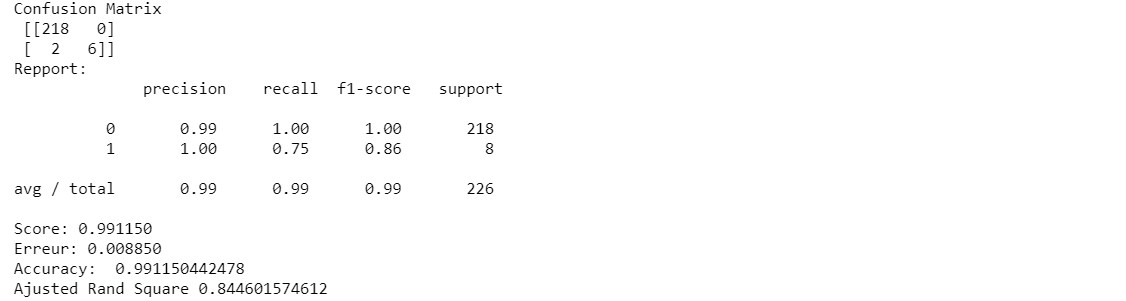 Confusion Matrix
[[218 0]
[ 2 6]]
Repport:
precision recall f1-score support
0 0.99 1.00 1.00 218
1 1.00 0.75 0.86 8
avg / total 0.99 0.99 0.99 226
Score: 0.991150
Erreur: 0.008850
Accuracy: 0.991150442478
Ajusted Rand Square 0.844601574612